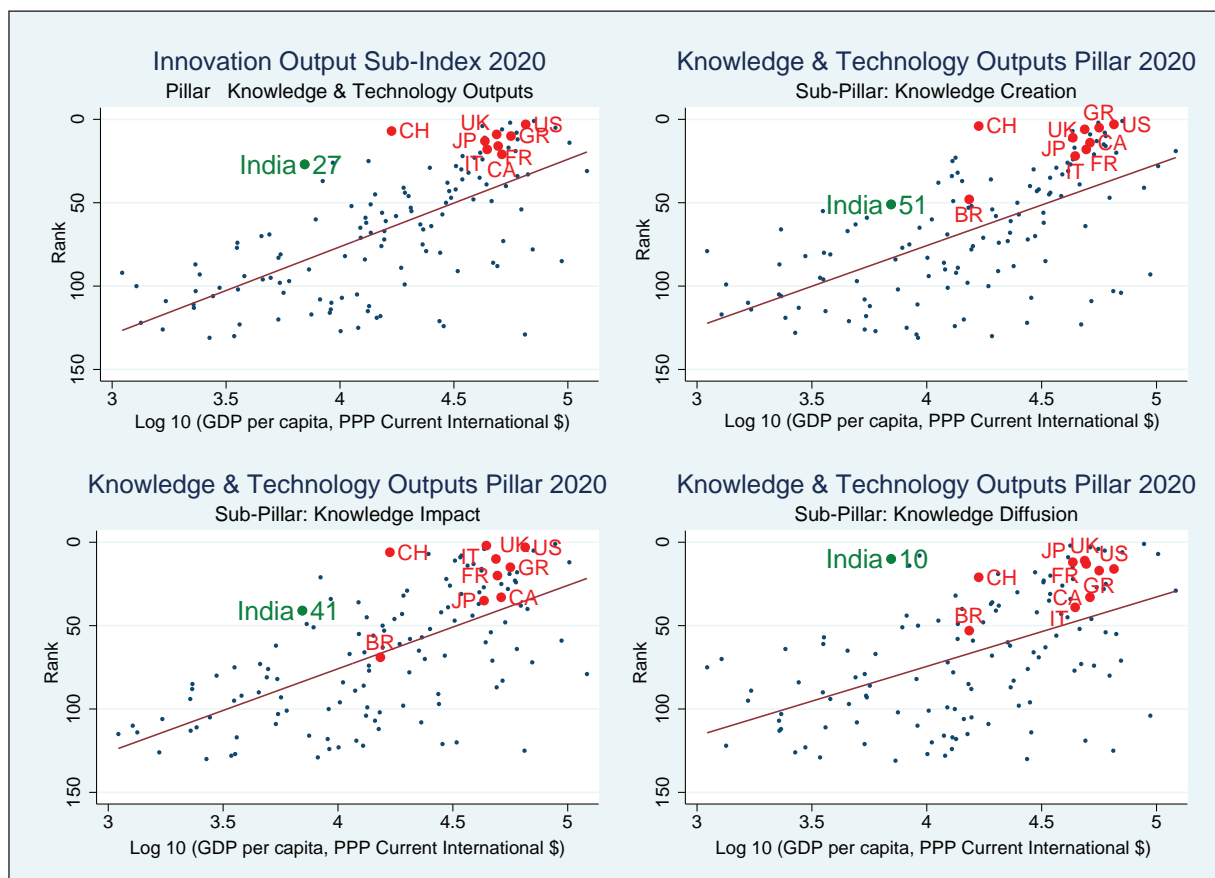 Innovation Output Sub-Index 2020
Pillar Knowledge & Technology Outputs
0
50
100
150
Rank
3 3.5 4 4.5 5
Log 10 (GDP per capita, PPP Current International $)
CH
UK
US
JP
GR
IT
FR
CA
India 27
Knowledge & Technology Outputs Pillar 2020
Sub-Pillar: Knowledge Creation
0
50
100
150
Rank
3 3.5 4 4.5 5
Log 10 (GDP per capita, PPP Current International $)
CH
GR
UK
US
JP
CA
IT
FR
BR
India 51
Knowledge & Technology Outputs Pillar 2020
Sub-Pillar: Knowledge Impact
0
50
100
150
Rank
3 3.5 4 4.5 5
Log 10 (GDP per capita, PPP Current International $)
CH
IT
UK
US
FR
GR
JP
CA
BR
India 41
Knowledge & Technology Outputs Pillar 2020
Sub-Pillar: Knowledge Diffusion
0
50
100
150
Rank
3 3.5 4 4.5 5
Log 10 (GDP per capita, PPP Current International $)
India 10
CH
JP
UK
US
FR
GR
CA
IT
BR